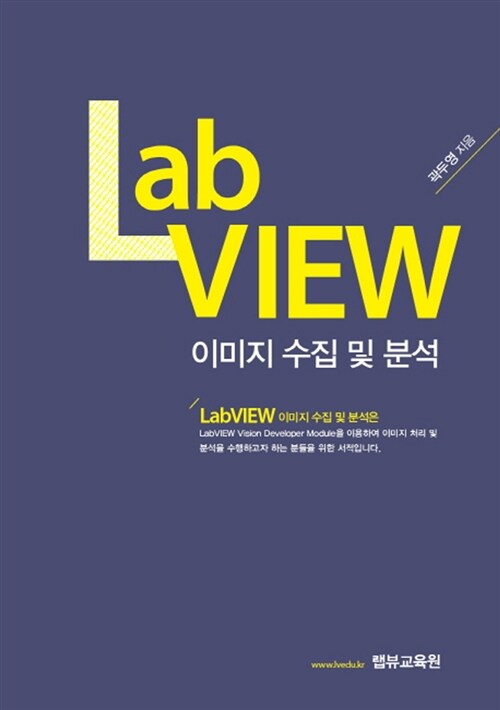 Lab
VIEW
곽두영 지음
이미지 수집 및 분석
LabVIEW 이미지 수집 및 분석은
LabVIEW Vision Developer Module을 이용하여 이미지 처리 및
분석을 수행하고자 하는 분들을 위한 서적입니다.
www.lvedu.kr 랩뷰교육원